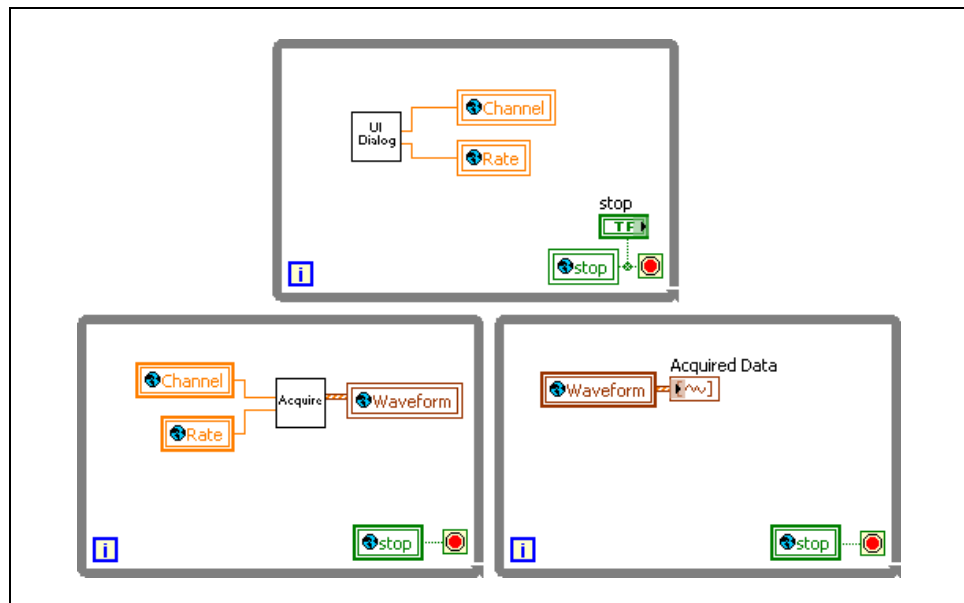 UI
Dialog
Channel
Rate
stop
TF
stop
i
Channel
Rate
Acquire
Waveform
i
stop
Waveform
Acquired Data
i
stop